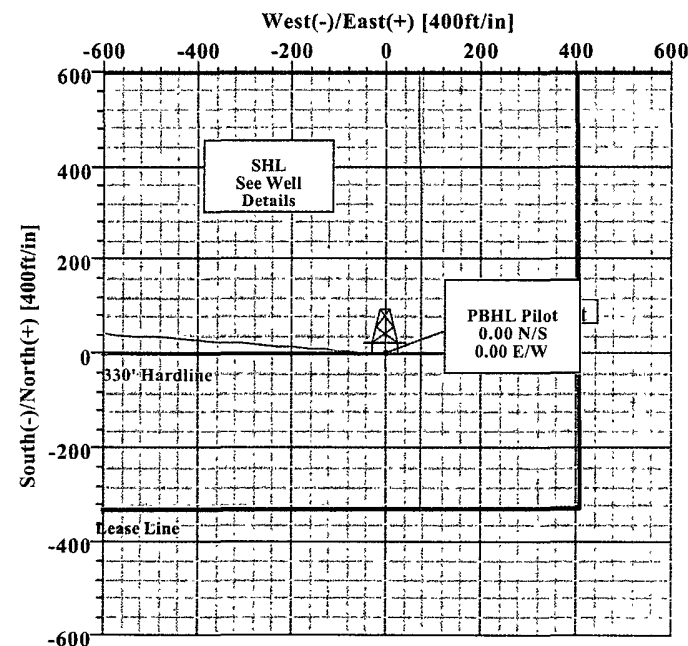 West(-)/East(+) [400ft/in]
-600 -400 -200 0 200 400 600
600
400
200
0
-200
-400
-600
South(-)/North(+) [400ft/in]
SHL
See Well
Details
PBHL Pilot
0.00 N/S
0.00 E/W
t
330' Hardline
Lease Line